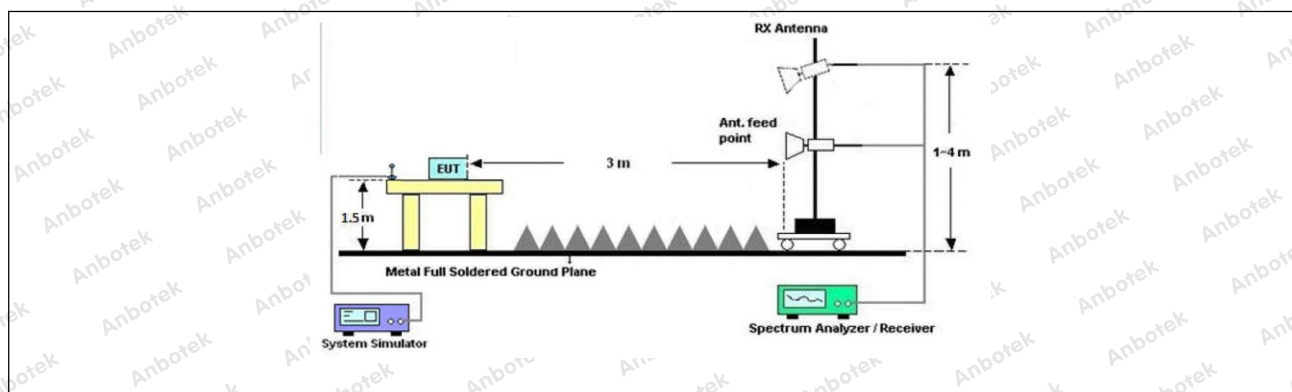 RX Antenna
Ant. feed
point
1~4 m
3 m
EUT
1.5 m
Metal Full Soldered Ground Plane
System Simulator
Spectrum Analyzer / Receiver
Anbotek